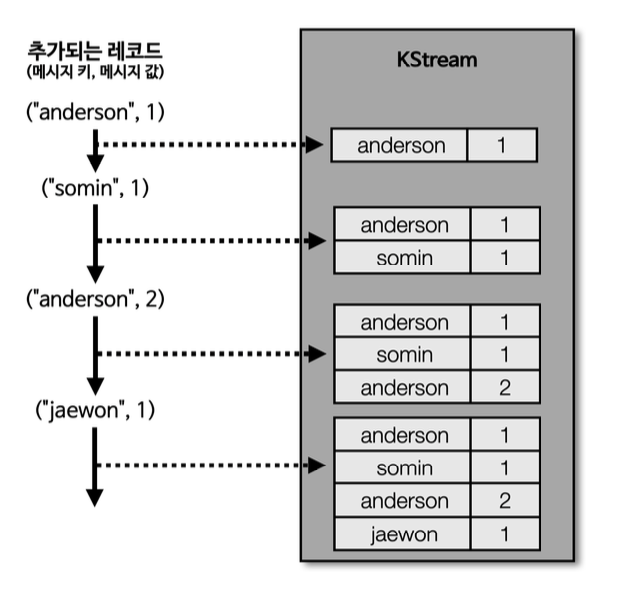 추가되는 레코드
(메시지 키, 메시지 값)
KStream
("anderson", 1)
anderson 1
("somin", 1)
anderson 1
somin 1
("anderson", 2)
anderson 1
somin 1
anderson 2
("jaewon", 1)
anderson 1
somin 1
anderson 2
jaewon 1